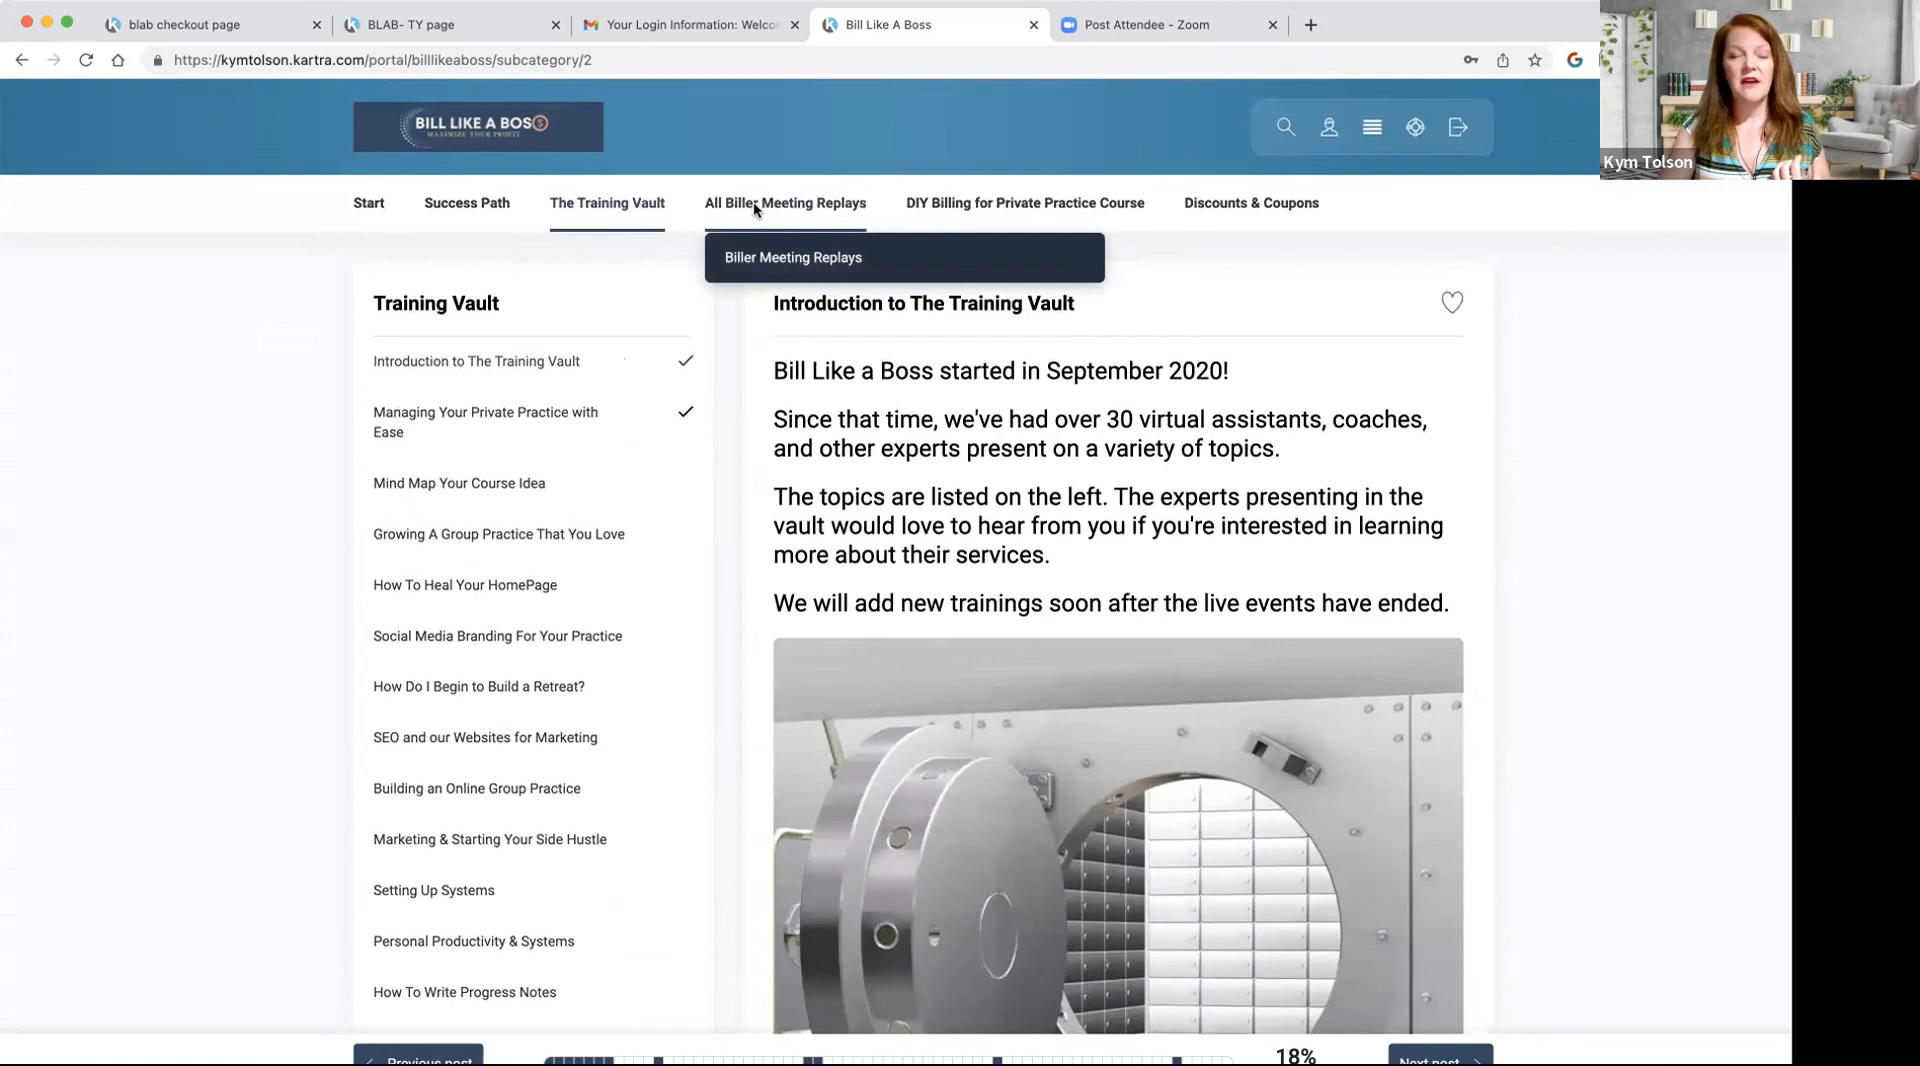 blab checkout page
BLAB- TY page
Your Login Information: Welcon
Bill Like A Boss
Post Attendee - Zoom
https://kymtolson.kartra.com/portal/billlikeaboss/subcategory/2
BILL LIKE A BOS$
MAXIMIZE YOUR PROFIT
Kym Tolson
Start
Success Path
The Training Vault
All Biller Meeting Replays
DIY Billing for Private Practice Course
Discounts & Coupons
Biller Meeting Replays
Training Vault
Introduction to The Training Vault
Managing Your Private Practice with
Ease
Mind Map Your Course Idea
Growing A Group Practice That You Love
How To Heal Your HomePage
Social Media Branding For Your Practice
How Do I Begin to Build a Retreat?
SEO and our Websites for Marketing
Building an Online Group Practice
Marketing & Starting Your Side Hustle
Setting Up Systems
Personal Productivity & Systems
How To Write Progress Notes
Introduction to The Training Vault
Bill Like a Boss started in September 2020!
Since that time, we've had over 30 virtual assistants, coaches,
and other experts present on a variety of topics.
The topics are listed on the left. The experts presenting in the
vault would love to hear from you if you're interested in learning
more about their services.
We will add new trainings soon after the live events have ended.
Previous post
18%
Next post